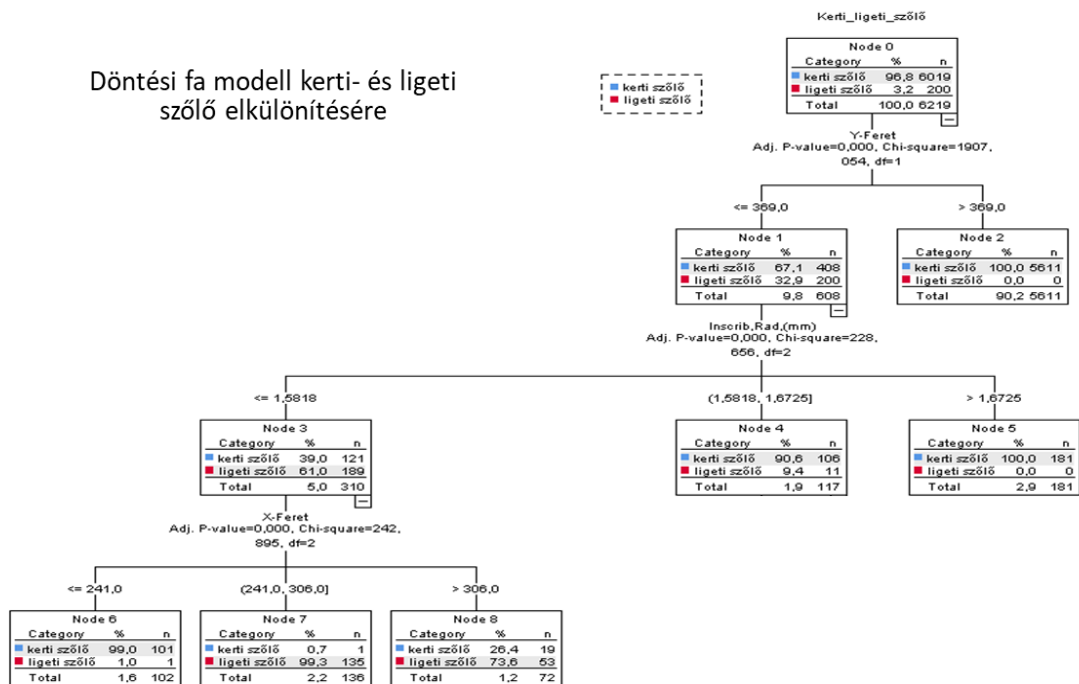 Döntési fa modell kerti- és ligeti
szőlő elkülönítésére
kerti szőlő
ligeti szőlő
Kerti_ligeti_szőlő
Node 0
Category % n
kerti szőlő 96,8 6019
ligeti szőlő 3,2 200
Total 100,0 6219
Y-Feret
Adj. P-value=0,000, Chi-square=1907,
054, df=1
<= 369,0
> 369,0
Node 1
Category % n
kerti szőlő 67,1 408
ligeti szőlő 32,9 200
Total 9,8 608
Node 2
Category % n
kerti szőlő 100,0 5611
ligeti szőlő 0,0 0
Total 90,2 5611
Inscrib,Rad,(mm)
Adj. P-value=0,000, Chi-square=228,
656, df=2
<= 1,5818
(1,5818, 1,6725]
> 1,6725
Node 3
Category % n
kerti szőlő 39,0 121
ligeti szőlő 61,0 189
Total 5,0 310
Node 4
Category % n
kerti szőlő 90,6 106
ligeti szőlő 9,4 11
Total 1,9 117
Node 5
Category % n
kerti szőlő 100,0 181
ligeti szőlő 0,0 0
Total 2,9 181
X-Feret
Adj. P-value=0,000, Chi-square=242,
895, df=2
<= 241,0
(241,0, 306,0]
> 306,0
Node 6
Category % n
kerti szőlő 99,0 101
ligeti szőlő 1,0 1
Total 1,6 102
Node 7
Category % n
kerti szőlő 0,7 1
ligeti szőlő 99,3 135
Total 2,2 136
Node 8
Category % n
kerti szőlő 26,4 19
ligeti szőlő 73,6 53
Total 1,2 72